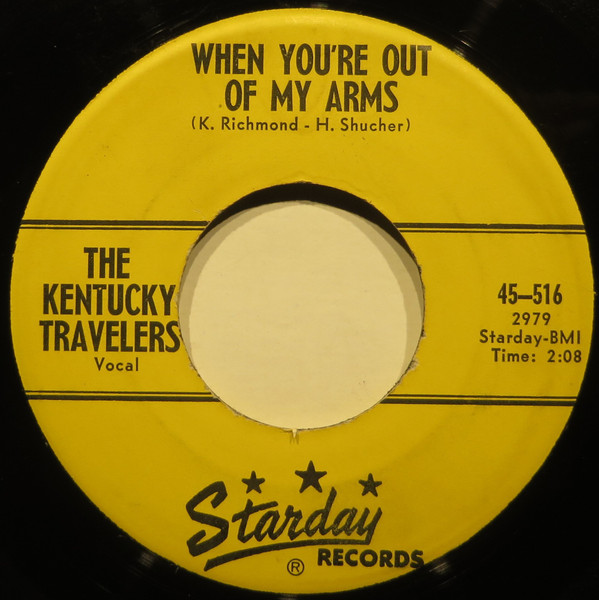 WHEN YOU'RE OUT
OF MY ARMS
(K. Richmond - H. Shucher)
THE
KENTUCKY
TRAVELERS
Vocal
45–516
2979
Starday-BMI
Time: 2:08
Starday
RECORDS
®